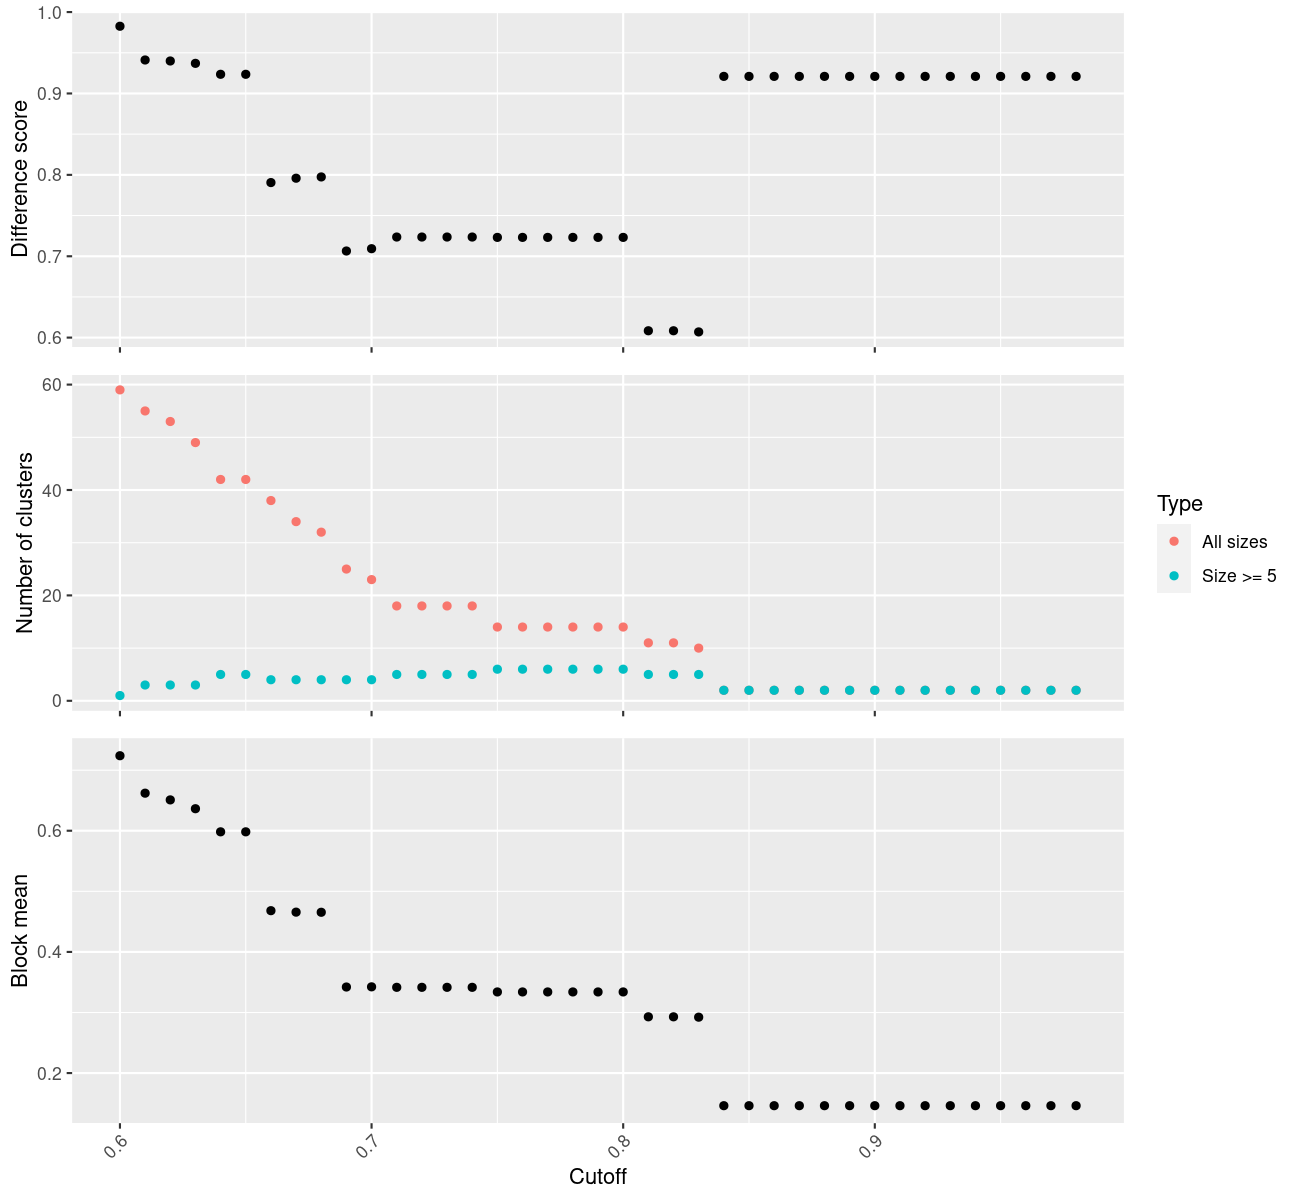 Difference score
1.0
0.9
0.8
0.7
0.6
Number of clusters
60
40
20
0
Type
All sizes
Size >= 5
Block mean
0.6
0.4
0.2
0.6
0.7
0.8
0.9
Cutoff